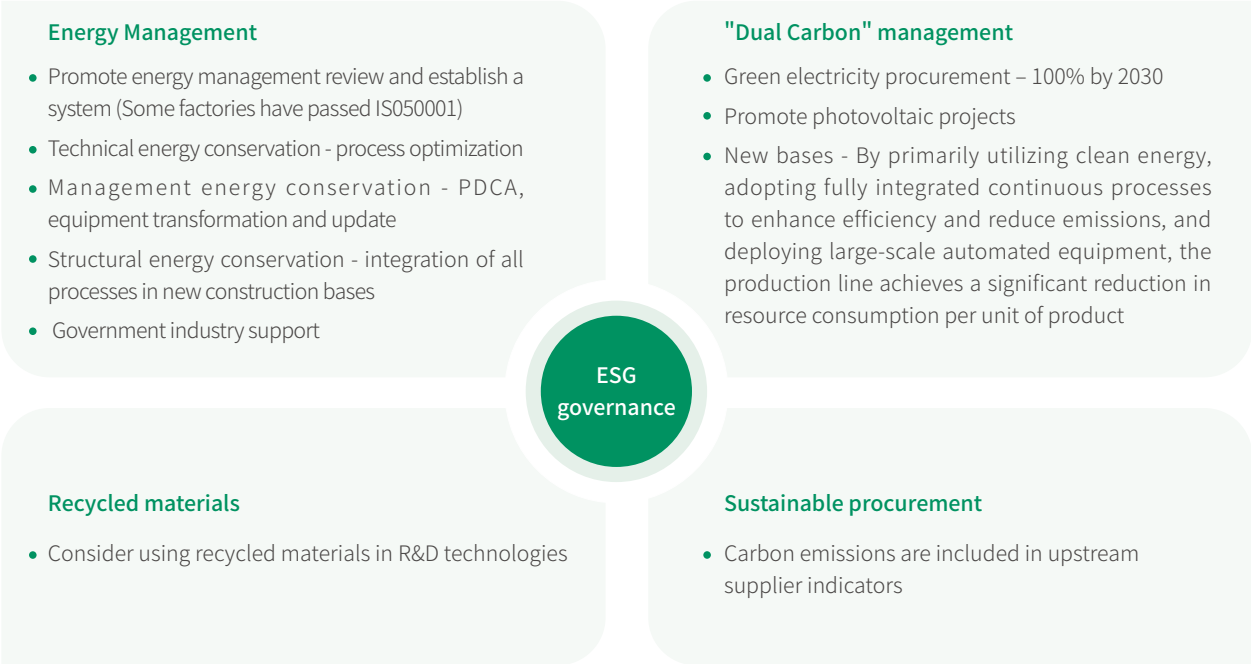 Energy Management
• Promote energy management review and establish a
system (Some factories have passed IS050001)
• Technical energy conservation - process optimization
• Management energy conservation - PDCA,
equipment transformation and update
• Structural energy conservation - integration of all
processes in new construction bases
• Government industry support
"Dual Carbon" management
• Green electricity procurement – 100% by 2030
• Promote photovoltaic projects
• New bases - By primarily utilizing clean energy,
adopting fully integrated continuous processes
to enhance efficiency and reduce emissions, and
deploying large-scale automated equipment, the
production line achieves a significant reduction in
resource consumption per unit of product
ESG
governance
Recycled materials
• Consider using recycled materials in R&D technologies
Sustainable procurement
• Carbon emissions are included in upstream
supplier indicators